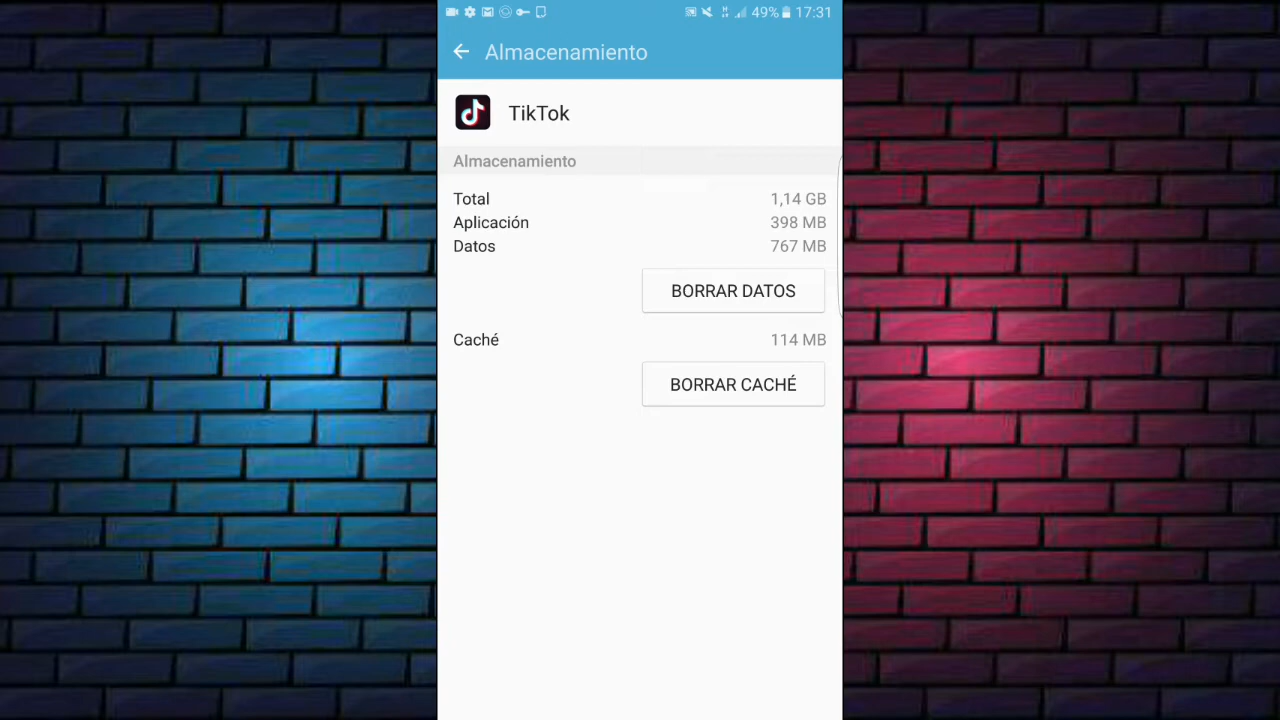 49% 17:31
Almacenamiento
TikTok
Almacenamiento
Total 1,14 GB
Aplicación 398 MB
Datos 767 MB
BORRAR DATOS
Caché 114 MB
BORRAR CACHÉ